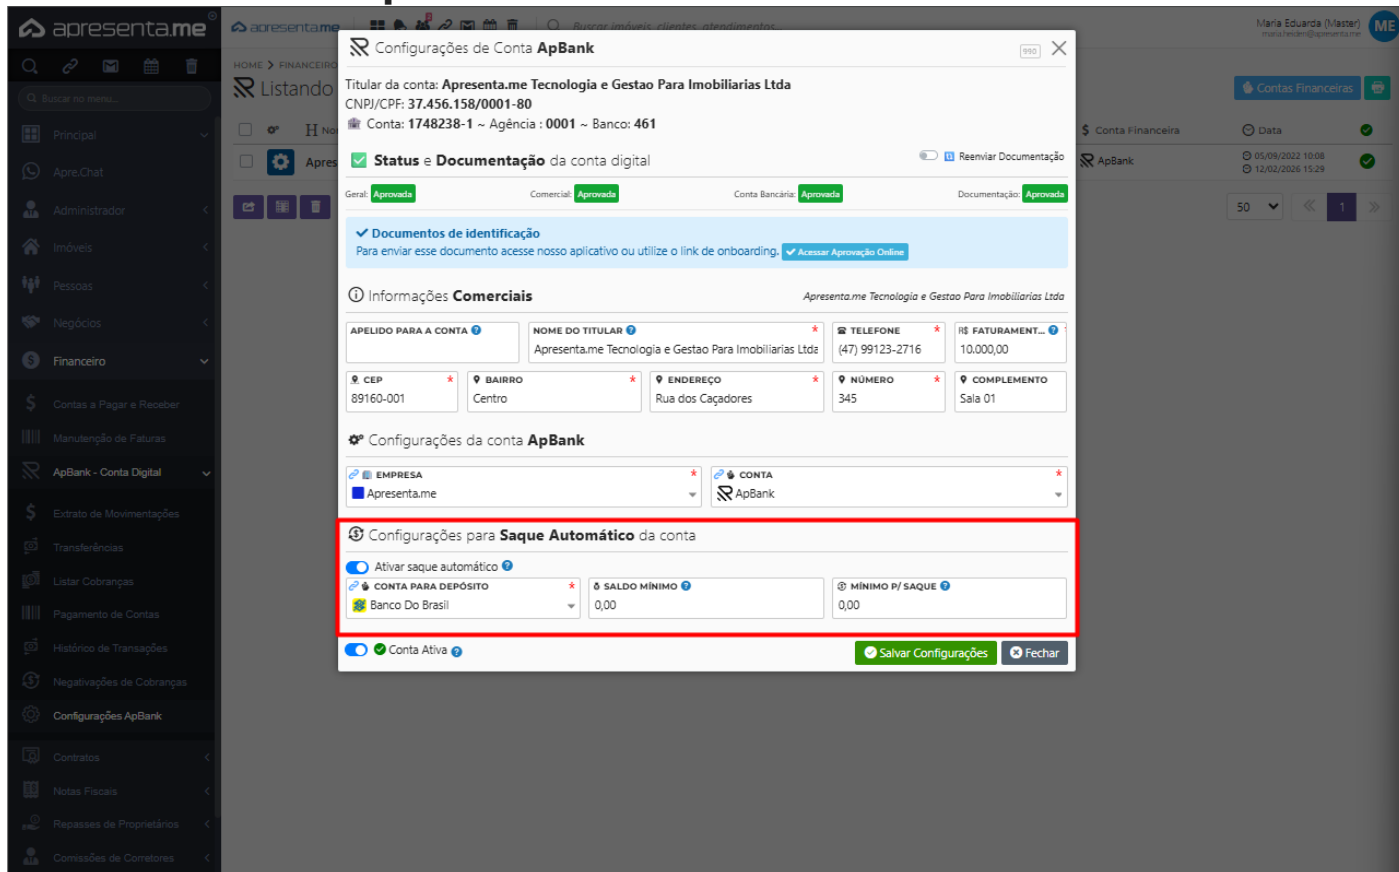 apresenta.me
apresenta.me
Buscar imóveis, clientes, atendimentos...
Maria Eduarda (Master)
ME
Buscar no menu...
HOME > FINANCEIRO
Listando
Contas Financeiras
Principal
Apre.Chat
Administrador
Imóveis
Pessoas
Negócios
Financeiro
Contas a Pagar e Receber
Manutenção de Faturas
ApBank - Conta Digital
Extrato de Movimentações
Transferências
Listar Cobranças
Pagamento de Contas
Histórico de Transações
Negativações de Cobranças
Configurações ApBank
Contratos
Notas Fiscais
Repasses de Proprietários
Comissões de Corretores
Apres
$ Conta Financeira
Data
ApBank
05/09/2022 10:08
12/02/2026 15:29
50
1
Configurações de Conta ApBank
990
Titular da conta: Apresenta.me Tecnologia e Gestao Para Imobiliarias Ltda
CNPJ/CPF: 37.456.158/0001-80
Conta: 1748238-1 ~ Agência : 0001 ~ Banco: 461
Status e Documentação da conta digital
Reenviar Documentação
Geral: Aprovada
Comercial: Aprovada
Conta Bancária: Aprovada
Documentação: Aprovada
Documentos de identificação
Para enviar esse documento acesse nosso aplicativo ou utilize o link de onboarding. Acessar Aprovação Online
Informações Comerciais
Apresenta.me Tecnologia e Gestao Para Imobiliarias Ltda
APELIDO PARA A CONTA
NOME DO TITULAR *
TELEFONE *
R$ FATURAMENT...
Apresenta.me Tecnologia e Gestao Para Imobiliarias Ltda
(47) 99123-2716
10.000,00
CEP *
BAIRRO *
ENDEREÇO *
NÚMERO *
COMPLEMENTO
89160-001
Centro
Rua dos Caçadores
345
Sala 01
Configurações da conta ApBank
EMPRESA *
CONTA *
Apresenta.me
ApBank
Configurações para Saque Automático da conta
Ativar saque automático
CONTA PARA DEPÓSITO *
SALDO MÍNIMO
MÍNIMO P/ SAQUE
Banco Do Brasil
0,00
0,00
Conta Ativa
Salvar Configurações
Fechar